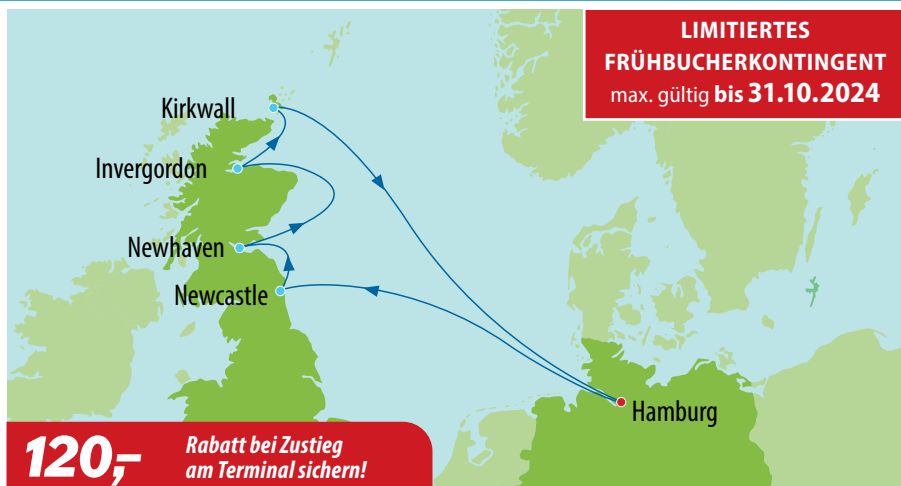 LIMITIERTES
FRÜHBUCHERKONTINGENT
max. gültig bis 31.10.2024
Kirkwall
Invergordon
Newhaven
Newcastle
Hamburg
120,-
Rabatt bei Zustieg
am Terminal sichern!